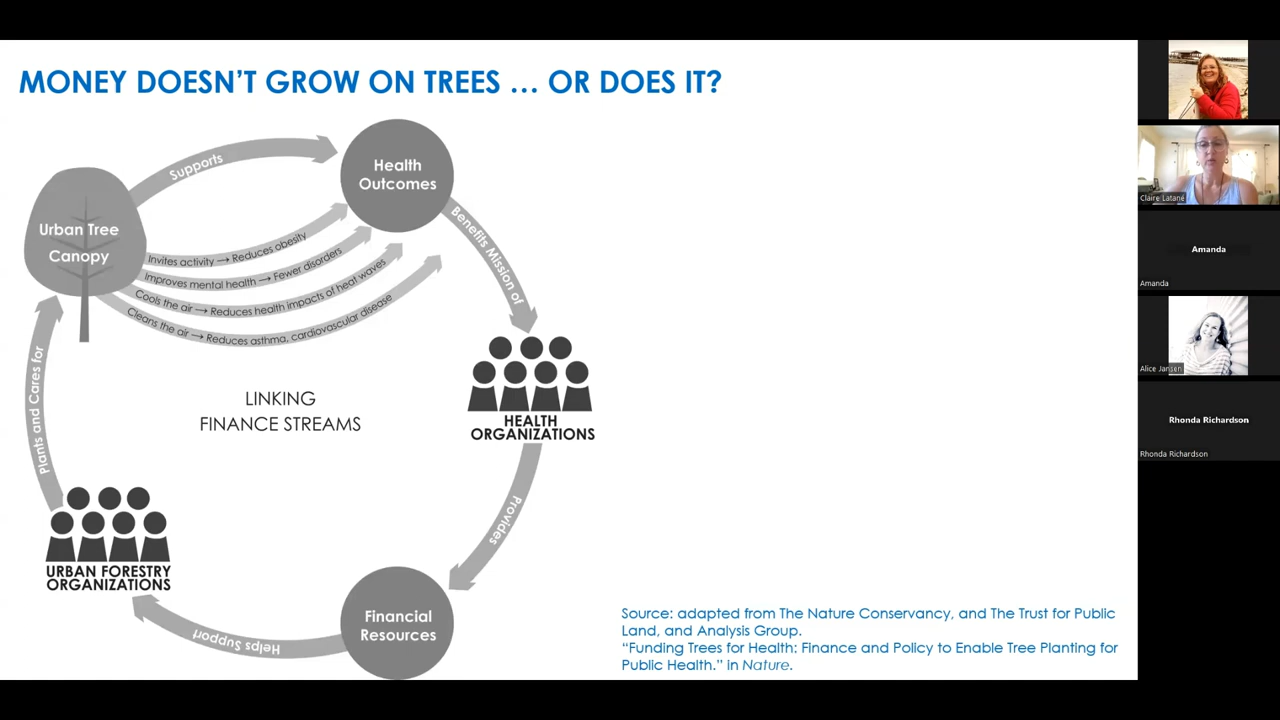 MONEY DOESN'T GROW ON TREES … OR DOES IT?
Supports
Health
Outcomes
Urban Tree
Canopy
Invites activity → Reduces obesity
Improves mental health → Fewer disorders
Cools the air → Reduces health impacts of heat waves
Cleans the air → Reduces asthma, cardiovascular disease
Benefits Mission of
HEALTH
ORGANIZATIONS
LINKING
FINANCE STREAMS
Plants and Cares for
Provides
URBAN FORESTRY
ORGANIZATIONS
Financial
Resources
Helps Support
Source: adapted from The Nature Conservancy, and The Trust for Public
Land, and Analysis Group.
“Funding Trees for Health: Finance and Policy to Enable Tree Planting for
Public Health.” in Nature.
Claire Latané
Amanda
Amanda
Alice Jansen
Rhonda Richardson
Rhonda Richardson